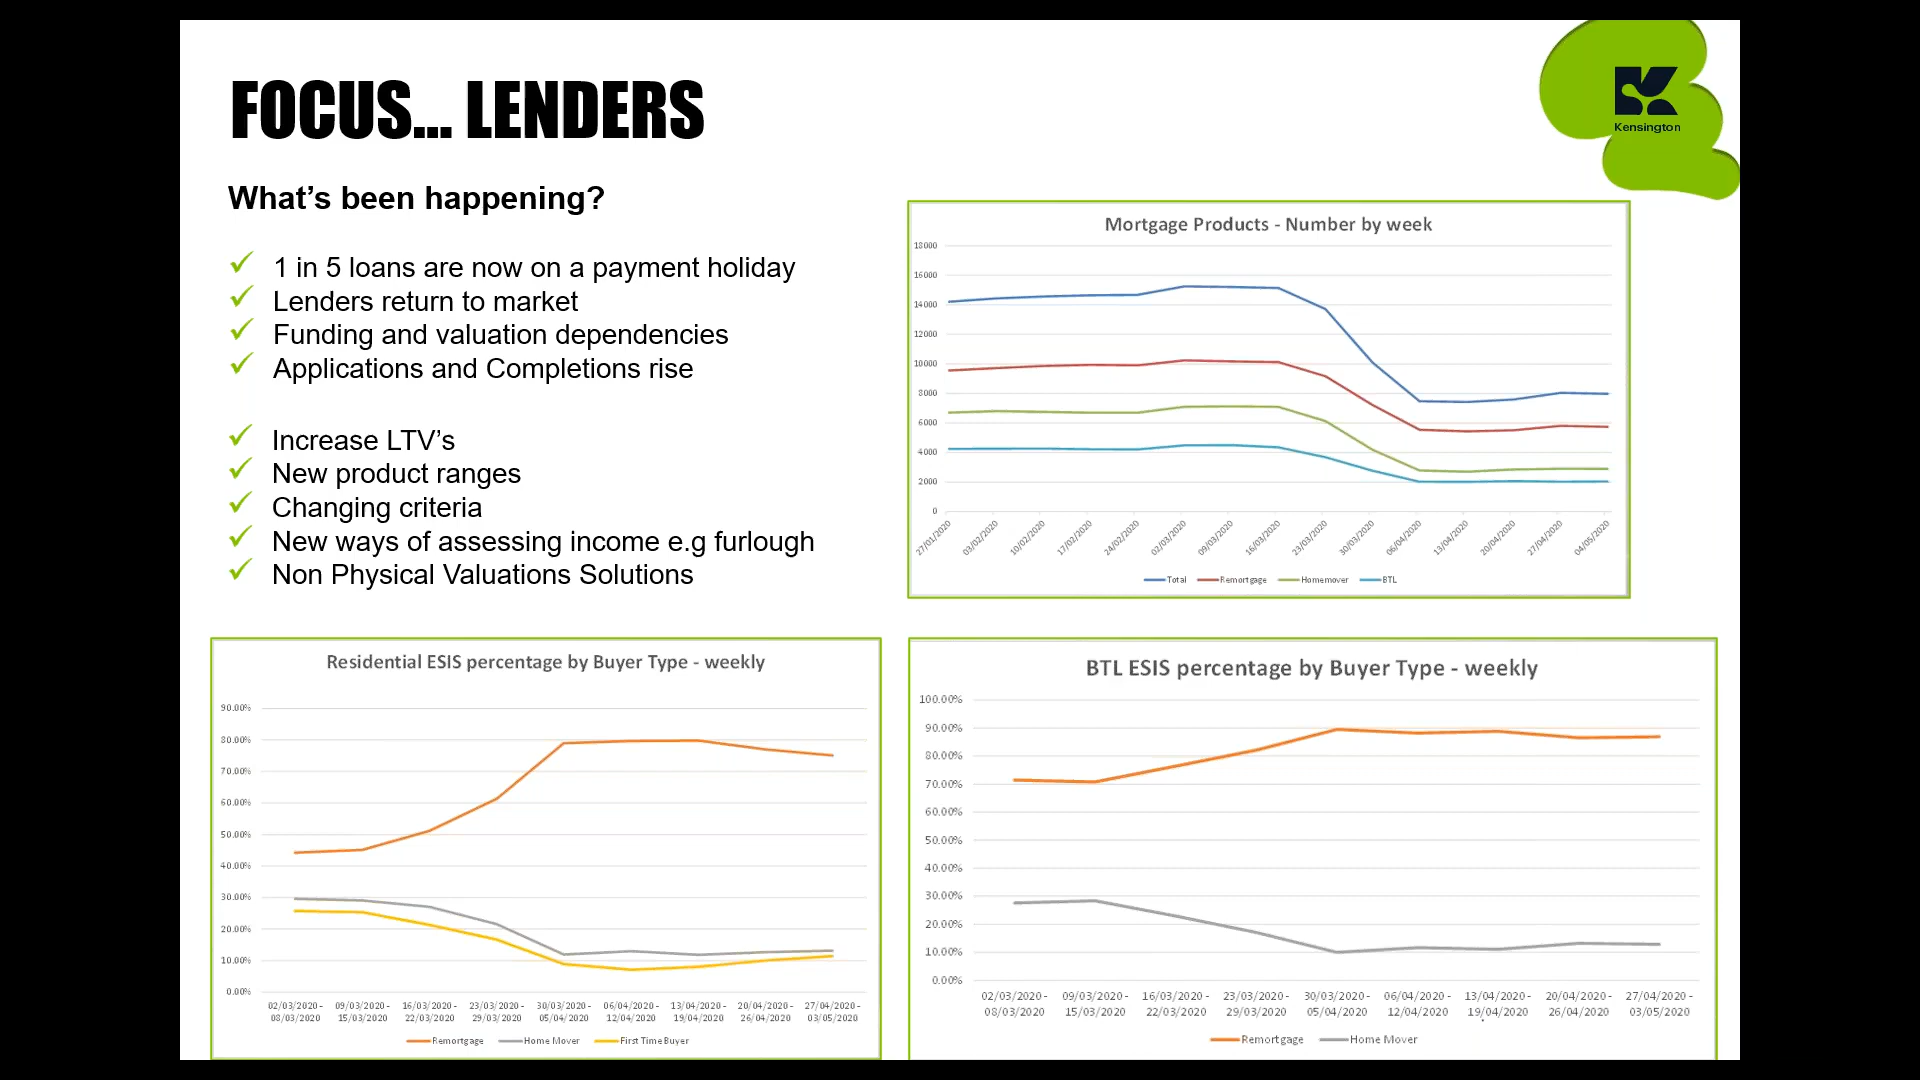 FOCUS... LENDERS
Kensington
What's been happening?
1 in 5 loans are now on a payment holiday
Lenders return to market
Funding and valuation dependencies
Applications and Completions rise
Increase LTV's
New product ranges
Changing criteria
New ways of assessing income e.g furlough
Non Physical Valuations Solutions
Mortgage Products - Number by week
18000
16000
14000
12000
10000
8000
6000
4000
2000
0
27/01/2020 03/02/2020 10/02/2020 17/02/2020 24/02/2020 02/03/2020 09/03/2020 16/03/2020 23/03/2020 30/03/2020 06/04/2020 13/04/2020 20/04/2020 27/04/2020 04/05/2020
Total Remortgage Homemover BTL
Residential ESIS percentage by Buyer Type - weekly
90.00%
80.00%
70.00%
60.00%
50.00%
40.00%
30.00%
20.00%
10.00%
0.00%
02/03/2020 - 09/03/2020 - 16/03/2020 - 23/03/2020 - 30/03/2020 - 06/04/2020 - 13/04/2020 - 20/04/2020 - 27/04/2020 -
08/03/2020 15/03/2020 22/03/2020 29/03/2020 05/04/2020 12/04/2020 19/04/2020 26/04/2020 03/05/2020
Remortgage Home Mover First Time Buyer
BTL ESIS percentage by Buyer Type - weekly
100.00%
90.00%
80.00%
70.00%
60.00%
50.00%
40.00%
30.00%
20.00%
10.00%
0.00%
02/03/2020 - 09/03/2020 - 16/03/2020 - 23/03/2020 - 30/03/2020 - 06/04/2020 - 13/04/2020 - 20/04/2020 - 27/04/2020 -
08/03/2020 15/03/2020 22/03/2020 29/03/2020 05/04/2020 12/04/2020 19/04/2020 26/04/2020 03/05/2020
Remortgage Home Mover